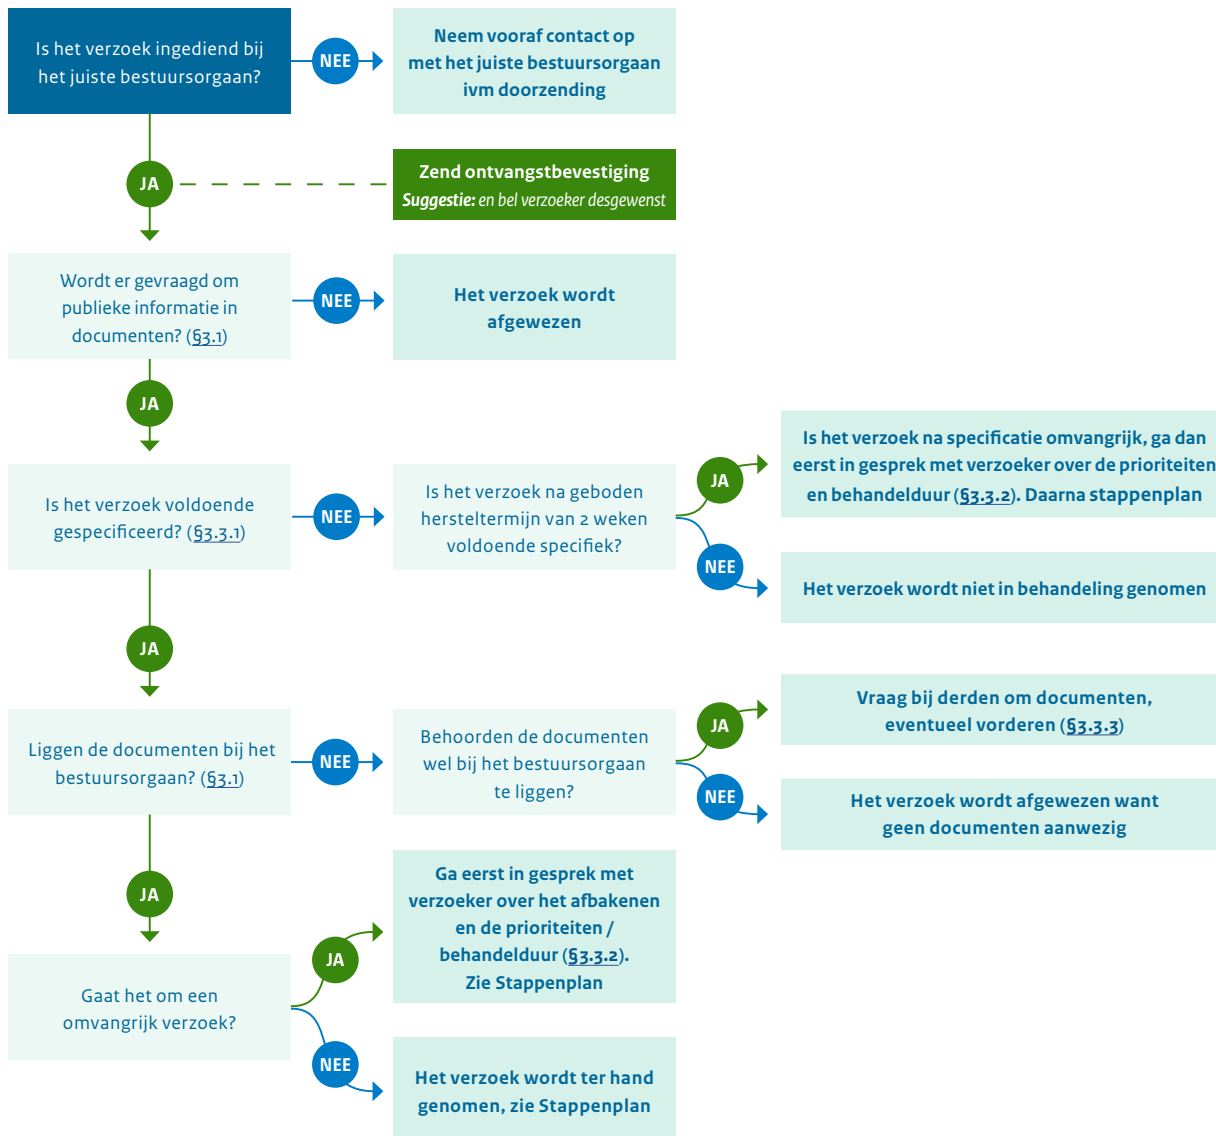 Is het verzoek ingediend bij
het juiste bestuursorgaan?
NEE
Neem vooraf contact op
met het juiste bestuursorgaan
ivm doorzending
JA
Zend ontvangstbevestiging
Suggestie: en bel verzoeker desgewenst
Wordt er gevraagd om
publieke informatie in
documenten? (§3.1)
NEE
Het verzoek wordt
afgewezen
JA
Is het verzoek voldoende
gespecificeerd? (§3.3.1)
NEE
Is het verzoek na geboden
hersteltermijn van 2 weken
voldoende specifiek?
JA
Is het verzoek na specificatie omvangrijk, ga dan
eerst in gesprek met verzoeker over de prioriteiten
en behandelduur (§3.3.2). Daarna stappenplan
NEE
Het verzoek wordt niet in behandeling genomen
JA
Liggen de documenten bij het
bestuursorgaan? (§3.1)
NEE
Behoorden de documenten
wel bij het bestuursorgaan
te liggen?
JA
Vraag bij derden om documenten,
eventueel vorderen (§3.3.3)
NEE
Het verzoek wordt afgewezen want
geen documenten aanwezig
JA
Gaat het om een
omvangrijk verzoek?
JA
Ga eerst in gesprek met
verzoeker over het afbakenen
en de prioriteiten /
behandelduur (§3.3.2).
Zie Stappenplan
NEE
Het verzoek wordt ter hand
genomen, zie Stappenplan